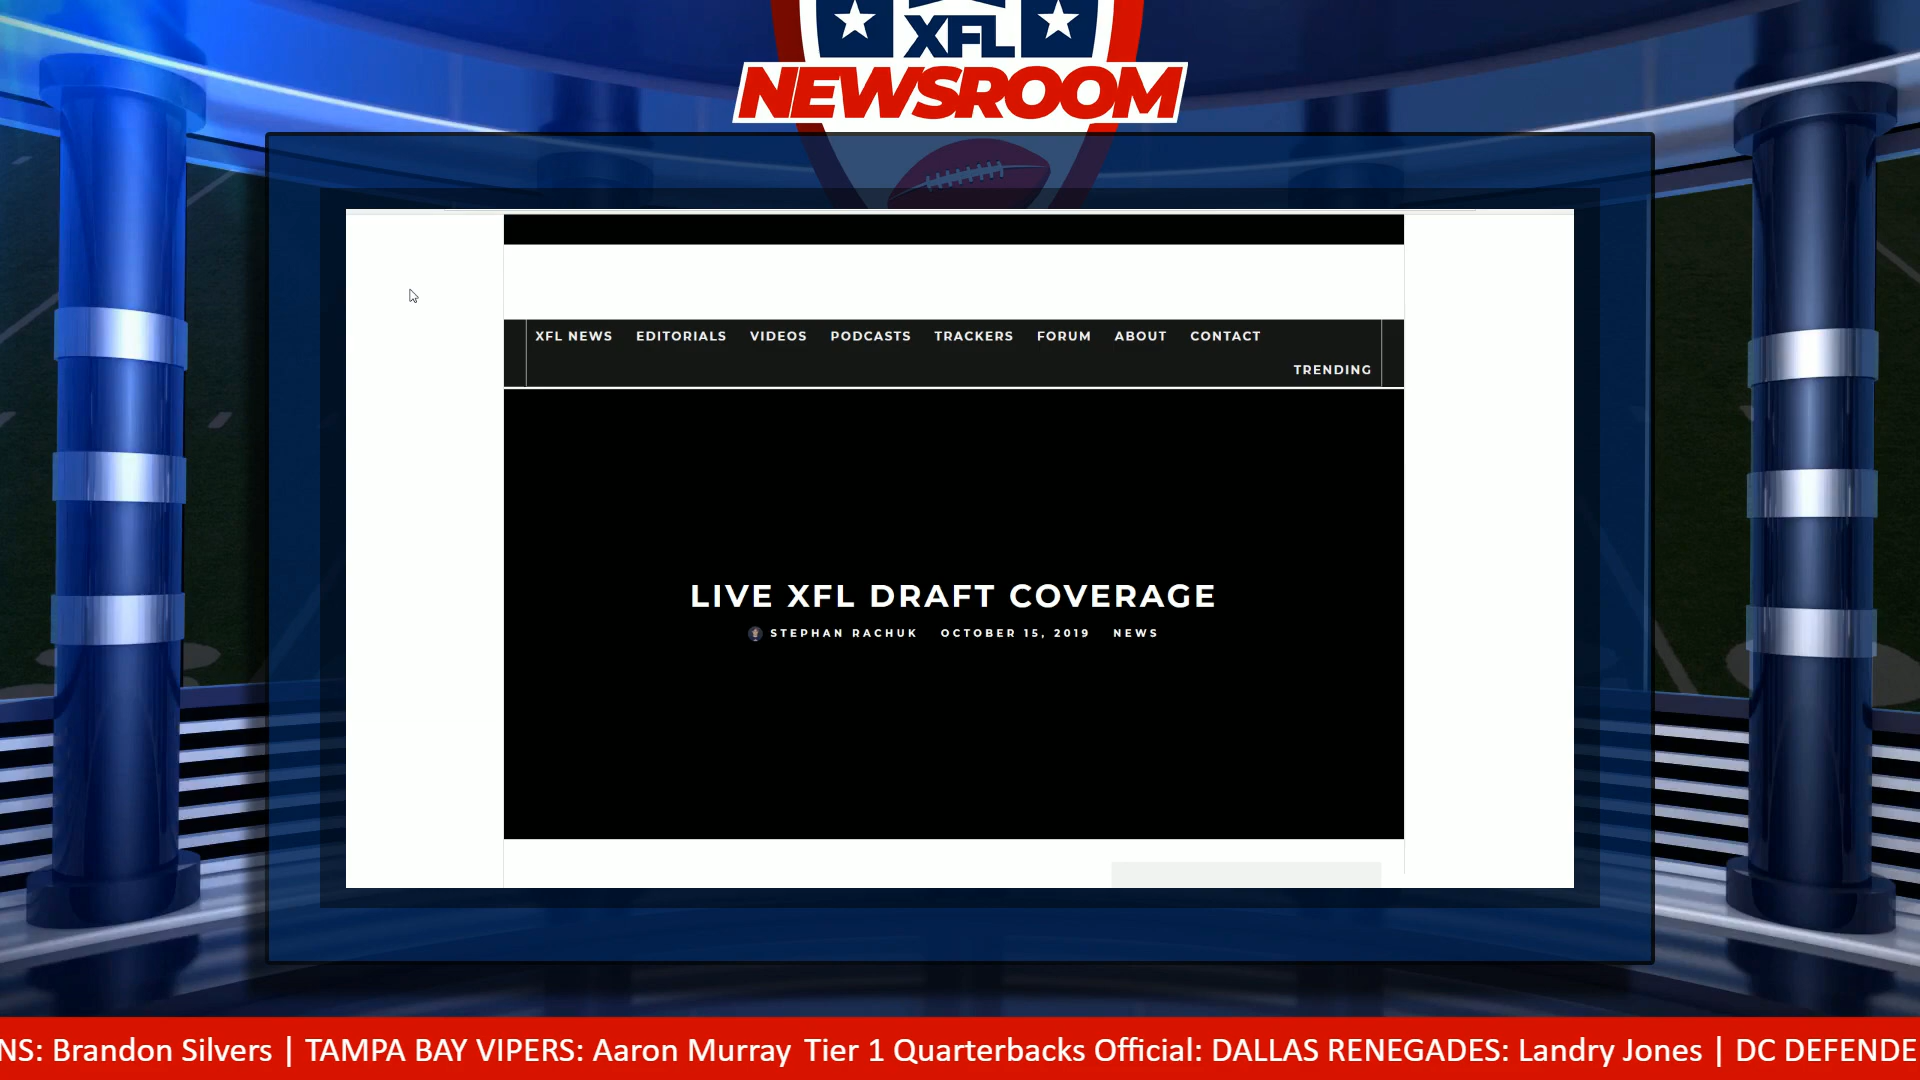 XFL
NEWSROOM
XFL NEWS EDITORIALS VIDEOS PODCASTS TRACKERS FORUM ABOUT CONTACT
TRENDING
LIVE XFL DRAFT COVERAGE
STEPHAN RACHUK OCTOBER 15, 2019 NEWS
NS: Brandon Silvers | TAMPA BAY VIPERS: Aaron Murray Tier 1 Quarterbacks Official: DALLAS RENEGADES: Landry Jones | DC DEFENDE